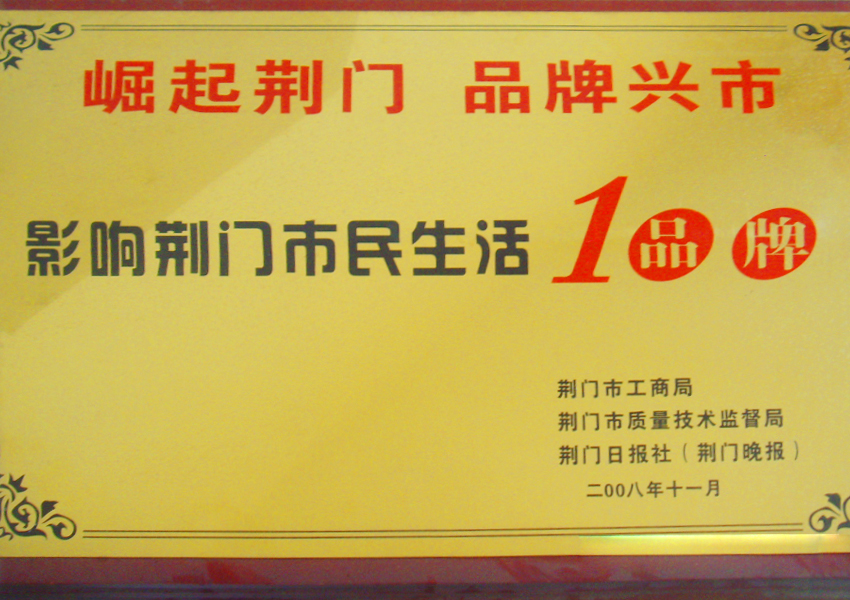 崛起荆门 品牌兴市
影响荆门市民生活1品牌
荆门市工商局
荆门市质量技术监督局
荆门日报社(荆门晚报)
二00八年十一月